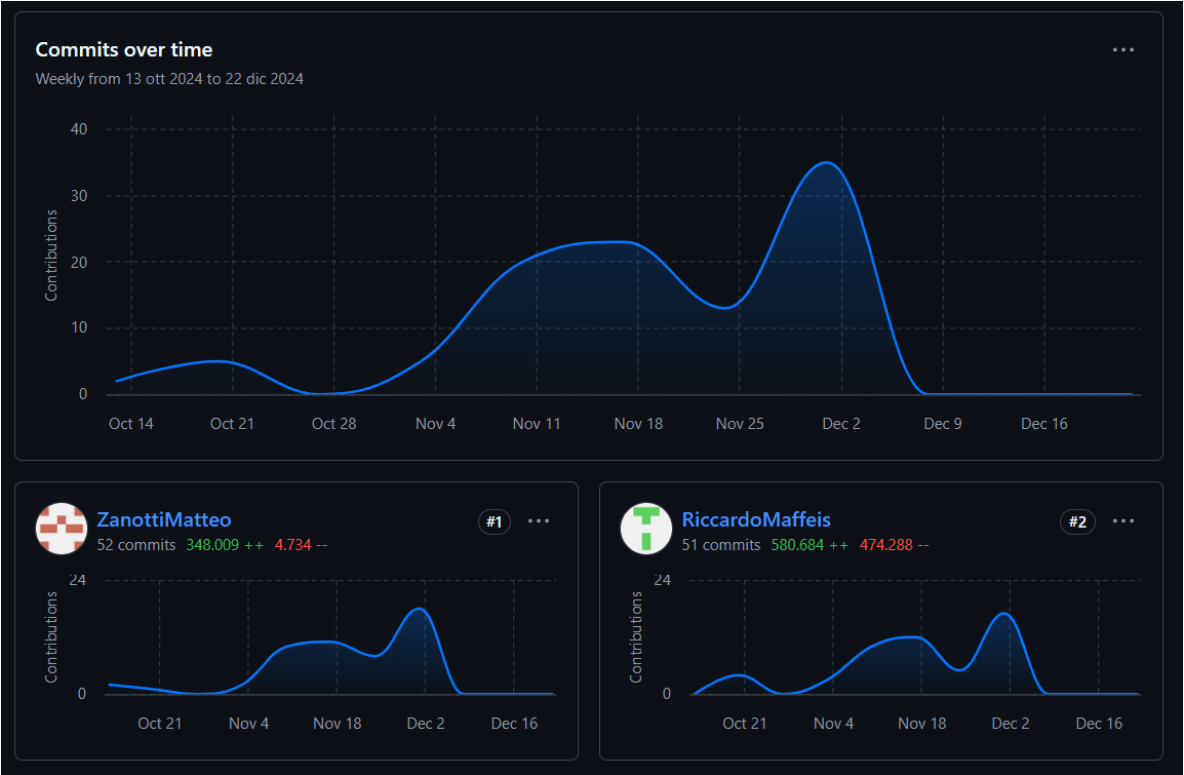 Commits over time
Weekly from 13 ott 2024 to 22 dic 2024
Contributions
40
30
20
10
0
Oct 14 Oct 21 Oct 28 Nov 4 Nov 11 Nov 18 Nov 25 Dec 2 Dec 9 Dec 16
ZanottiMatteo #1
52 commits 348.009 ++ 4.734 --
Contributions
24
0
Oct 21 Nov 4 Nov 18 Dec 2 Dec 16
RiccardoMaffeis #2
51 commits 580.684 ++ 474.288 --
Contributions
24
0
Oct 21 Nov 4 Nov 18 Dec 2 Dec 16